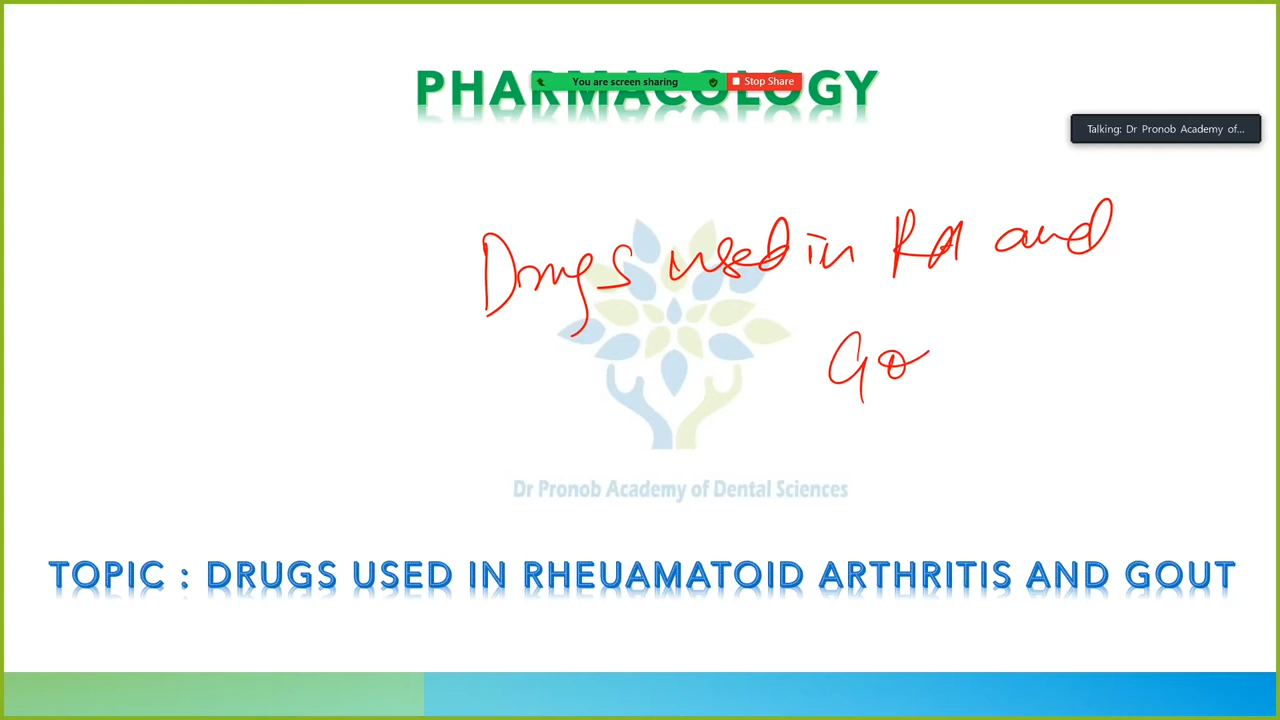 PHARMACOLOGY
You are screen sharing
Stop Share
Talking: Dr Pronob Academy of...
Drugs used in RA and
Go
Dr Pronob Academy of Dental Sciences
TOPIC : DRUGS USED IN RHEUAMATOID ARTHRITIS AND GOUT